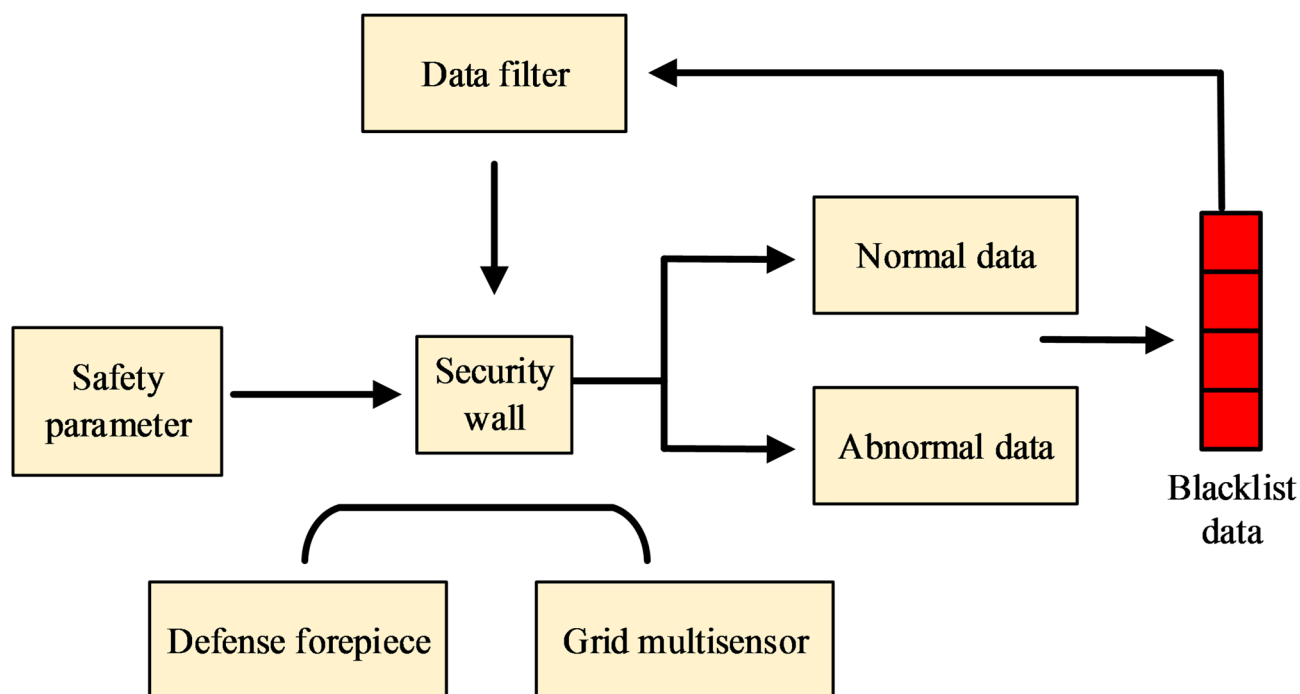 Data filter
Normal data
Safety
parameter
Security
wall
Abnormal data
Blacklist
data
Defense forepiece
Grid multisensor